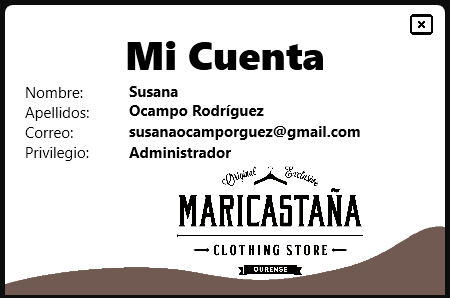 Mi Cuenta
Nombre: Susana
Apellidos: Ocampo Rodríguez
Correo: susanaocamporguez@gmail.com
Privilegio: Administrador
Original Exclusive
MARICASTAÑA
CLOTHING STORE
OURENSE